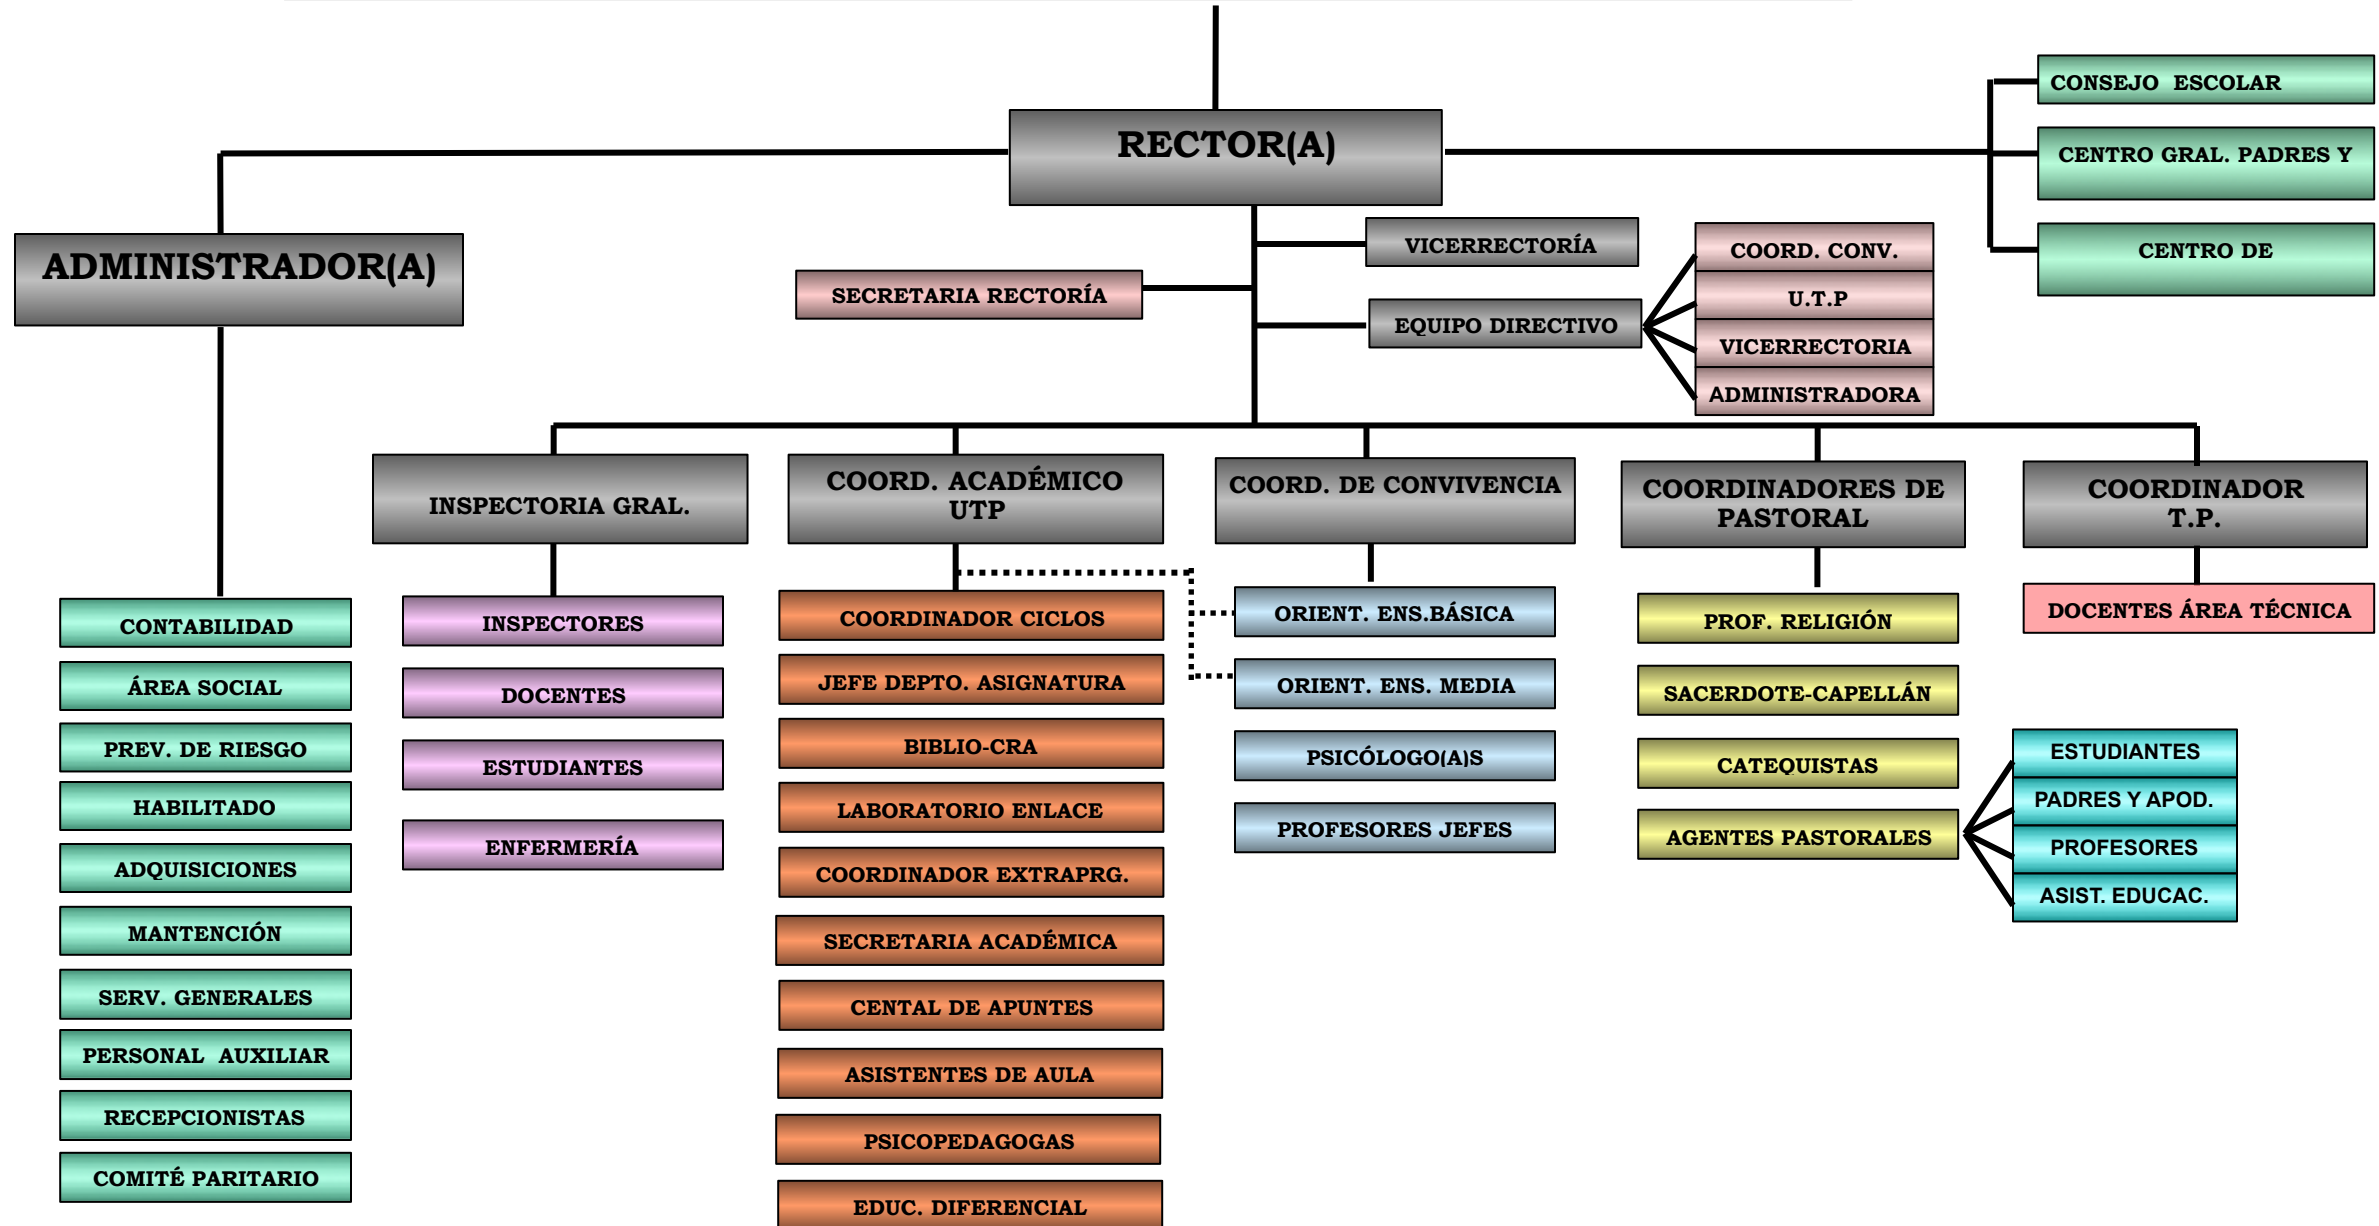 RECTOR(A)
CONSEJO  ESCOLAR
CENTRO GRAL. PADRES Y
CENTRO DE
ADMINISTRADOR(A)
VICERRECTORÍA
SECRETARIA RECTORÍA
EQUIPO DIRECTIVO
COORD. CONV.
U.T.P
VICERRECTORIA
ADMINISTRADORA
INSPECTORIA GRAL.
COORD. ACADÉMICO
UTP
COORD. DE CONVIVENCIA
COORDINADORES DE
PASTORAL
COORDINADOR
T.P.
CONTABILIDAD
ÁREA SOCIAL
PREV. DE RIESGO
HABILITADO
ADQUISICIONES
MANTENCIÓN
SERV. GENERALES
PERSONAL  AUXILIAR
RECEPCIONISTAS
COMITÉ PARITARIO
INSPECTORES
DOCENTES
ESTUDIANTES
ENFERMERÍA
COORDINADOR CICLOS
JEFE DEPTO. ASIGNATURA
BIBLIO-CRA
LABORATORIO ENLACE
COORDINADOR EXTRAPRG.
SECRETARIA ACADÉMICA
CENTAL DE APUNTES
ASISTENTES DE AULA
PSICOPEDAGOGAS
EDUC. DIFERENCIAL
ORIENT. ENS.BÁSICA
ORIENT. ENS. MEDIA
PSICÓLOGO(A)S
PROFESORES JEFES
PROF. RELIGIÓN
SACERDOTE-CAPELLÁN
CATEQUISTAS
AGENTES PASTORALES
ESTUDIANTES
PADRES Y APOD.
PROFESORES
ASIST. EDUCAC.
DOCENTES ÁREA TÉCNICA